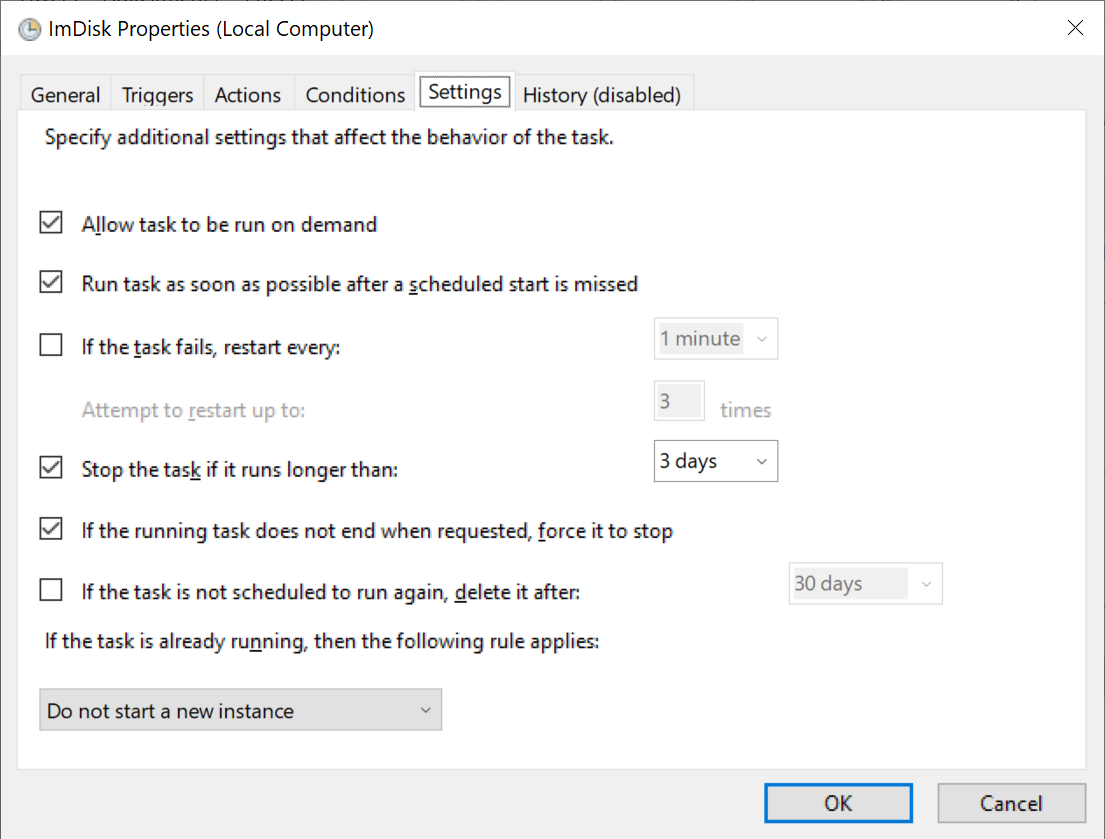 ImDisk Properties (Local Computer)
General Triggers Actions Conditions Settings History (disabled)
Specify additional settings that affect the behavior of the task.
Allow task to be run on demand
Run task as soon as possible after a scheduled start is missed
If the task fails, restart every: 1 minute
Attempt to restart up to: 3 times
Stop the task if it runs longer than: 3 days
If the running task does not end when requested, force it to stop
If the task is not scheduled to run again, delete it after: 30 days
If the task is already running, then the following rule applies:
Do not start a new instance
OK Cancel